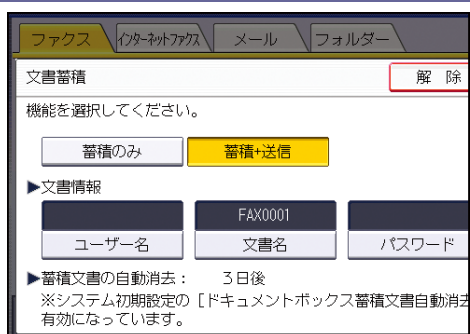 ファクス インターネットファクス メール フォルダー
文書蓄積 解 除
機能を選択してください。
蓄積のみ 蓄積+送信
▶文書情報
FAX0001
ユーザー名 文書名 パスワード
▶蓄積文書の自動消去： 3日後
※システム初期設定の［ドキュメントボックス蓄積文書自動消去
有効になっています。